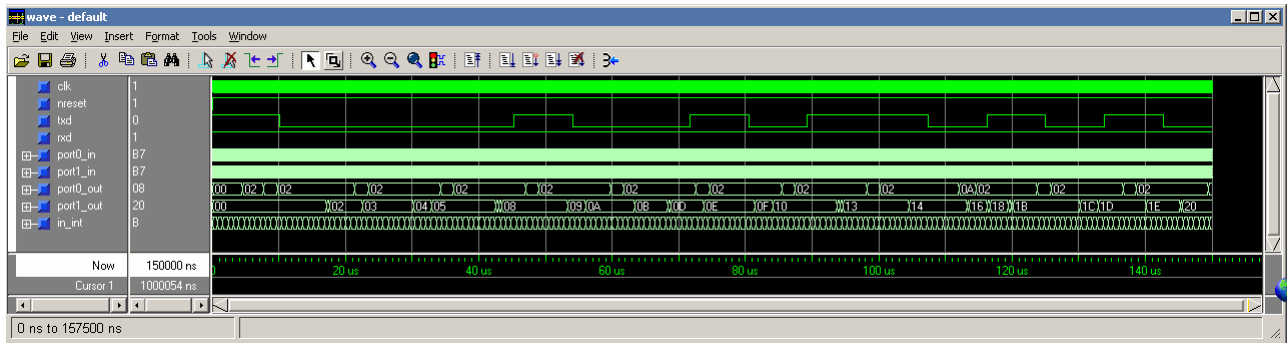 wave - default
File Edit View Insert Format Tools Window
clk 1
nreset 1
txd 0
rxd 1
port0_in B7
port1_in B7
port0_out 08 00 02 02 02 02 02 02 02 02 02 0A 02 02 02
port1_out 20 00 02 03 04 05 08 09 0A 0B 0D 0E 0F 10 13 14 16 18 1B 1C 1D 1E 20
in_int B
Now 150000 ns 0 20 us 40 us 60 us 80 us 100 us 120 us 140 us
Cursor 1 1000054 ns
0 ns to 157500 ns